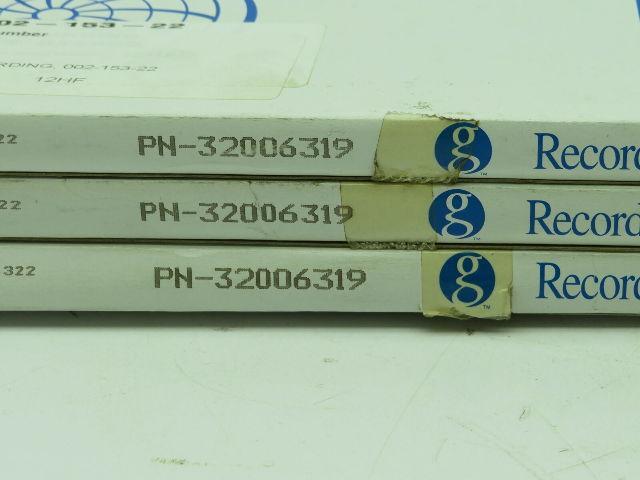 02-153-22
umber
RDING, 002-153-22
12HF
22 PN-32006319 g Record
22 PN-32006319 g Record
322 PN-32006319 g Record